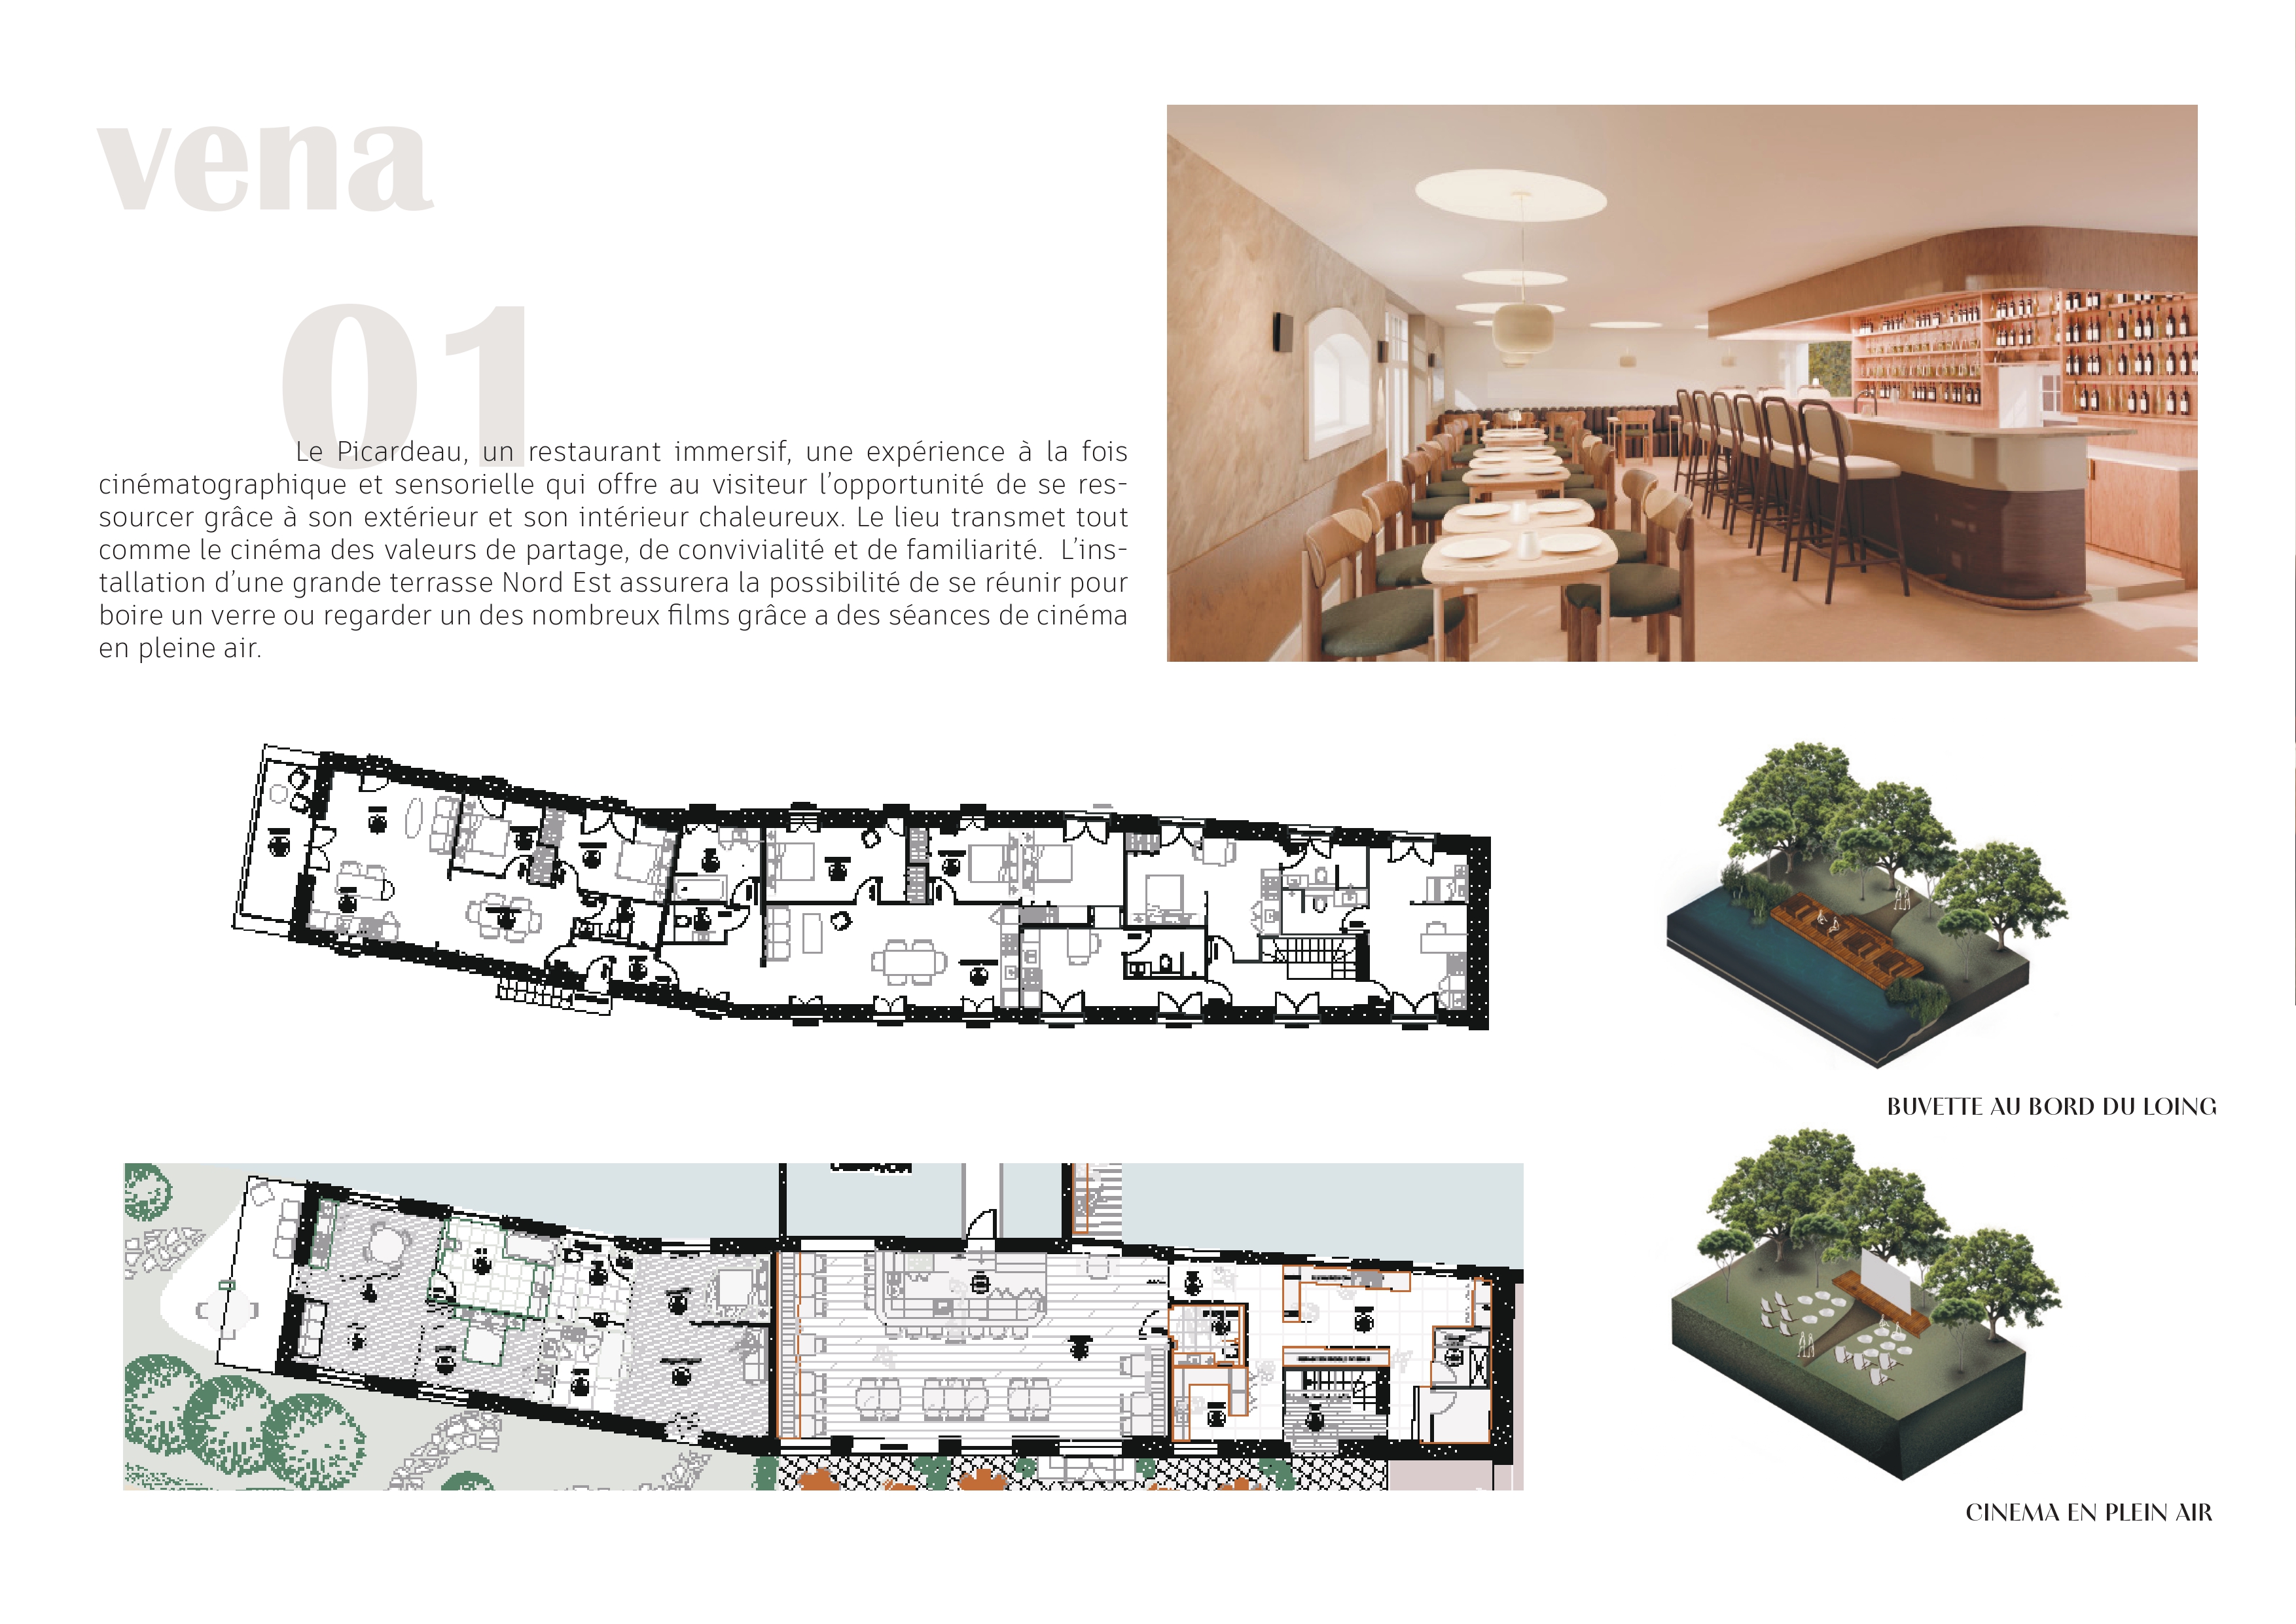 vena
01
Le Picardeau, un restaurant immersif, une expérience à la fois
cinématographique et sensorielle qui offre au visiteur l’opportunité de se res-
sourcer grâce à son extérieur et son intérieur chaleureux. Le lieu transmet tout
comme le cinéma des valeurs de partage, de convivialité et de familiarité.  L’ins-
tallation d’une grande terrasse Nord Est assurera la possibilité de se réunir pour
boire un verre ou regarder un des nombreux films grâce a des séances de cinéma
en pleine air.
BUVETTE AU BORD DU LOING
CINEMA EN PLEIN AIR